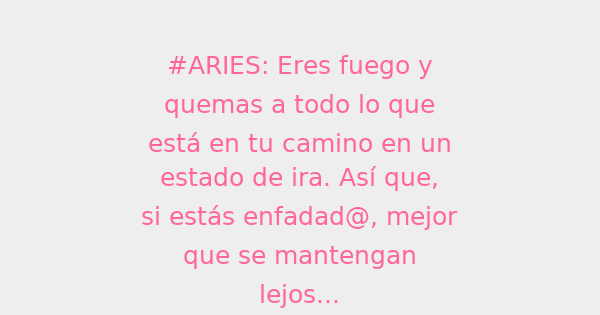 #ARIES: Eres fuego y
quemas a todo lo que
está en tu camino en un
estado de ira. Así que,
si estás enfadad@, mejor
que se mantengan
lejos...